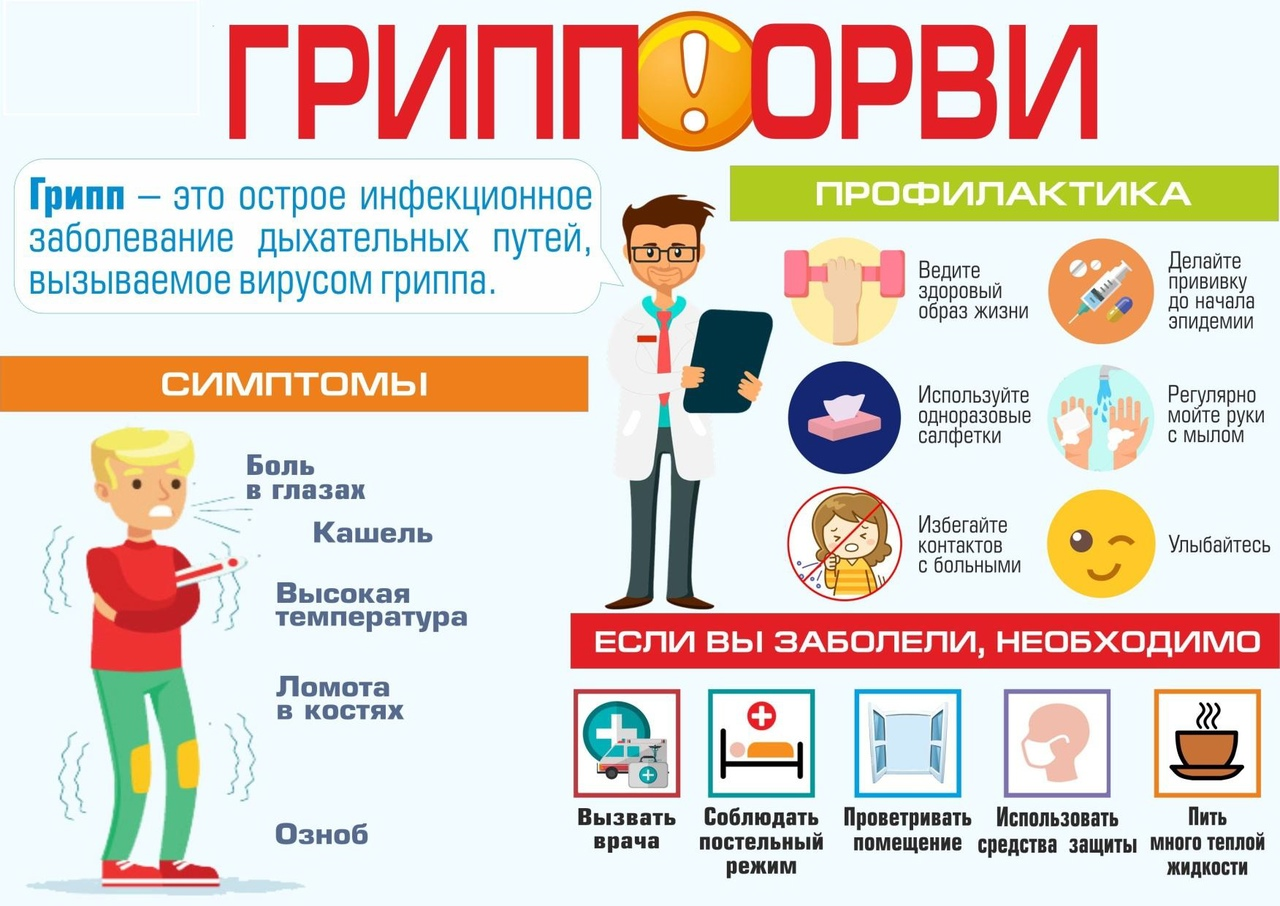 ГРИПП ! ОРВИ
Грипп – это острое инфекционное
заболевание дыхательных путей,
вызываемое вирусом гриппа.
СИМПТОМЫ
Боль
в глазах
Кашель
Высокая
температура
Ломота
в костях
Озноб
ПРОФИЛАКТИКА
Ведите
здоровый
образ жизни
Делайте
прививку
до начала
эпидемии
Используйте
одноразовые
салфетки
Регулярно
мойте руки
с мылом
Избегайте
контактов
с больными
Улыбайтесь
ЕСЛИ ВЫ ЗАБОЛЕЛИ, НЕОБХОДИМО
Вызвать
врача
Соблюдать
постельный
режим
Проветривать
помещение
Использовать
средства защиты
Пить
много теплой
жидкости